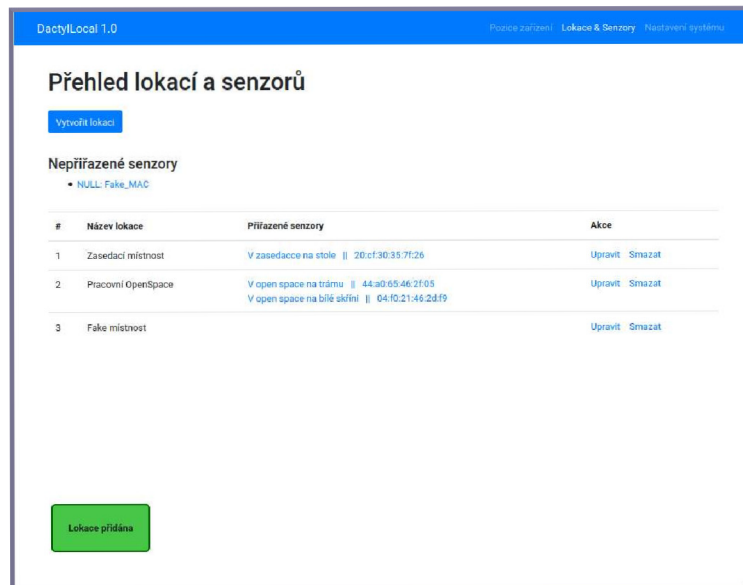 DactylLocal 1.0
Pozice zařízení Lokace & Senzory Nastavení systému
Přehled lokací a senzorů
Vytvořit lokaci
Nepřiřazené senzory
NULL: Fake_MAC
# Název lokace Přiřazené senzory Akce
1 Zasedací místnost V zasedacce na stole || 20:cf:30:35:7f:26 Upravit Smazat
2 Pracovní OpenSpace V open space na trámu || 44:a0:65:46:2f:05 Upravit Smazat
V open space na bílé skříni || 04:f0:21:46:2d:f9
3 Fake místnost Upravit Smazat
Lokace přidána